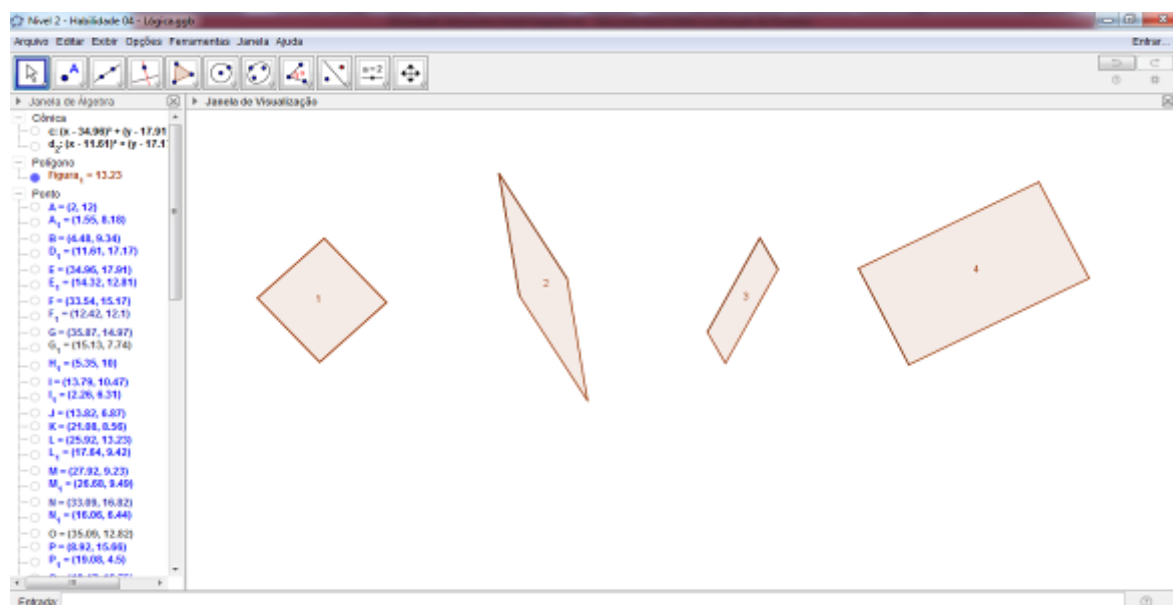 Nível 2 - Habilidade 04 - Lógica.ggb
Arquivo Editar Exibir Opções Ferramentas Janela Ajuda
Entrar...
A
a=2
Janela de Álgebra
Janela de Visualização
Cônica
c: (x - 34.96)² + (y - 17.91
d₂: (x - 11.61)² + (y - 17.1
Polígono
Figura₁ = 13.23
Ponto
A = (2, 12)
A₁ = (1.55, 8.18)
B = (4.48, 9.34)
D₁ = (11.61, 17.17)
E = (34.96, 17.91)
E₁ = (14.32, 12.81)
F = (33.54, 15.17)
F₁ = (12.42, 12.1)
G = (35.87, 14.97)
G₁ = (15.13, 7.74)
H₁ = (5.35, 10)
I = (13.79, 10.47)
I₁ = (2.26, 6.31)
J = (13.82, 6.87)
K = (21.08, 8.56)
L = (25.92, 13.23)
L₁ = (17.64, 9.42)
M = (27.92, 9.23)
M₁ = (26.68, 9.49)
N = (33.09, 16.82)
N₁ = (16.06, 6.44)
O = (35.09, 12.82)
P = (8.92, 15.66)
P₁ = (19.08, 4.5)
1
2
3
4
Entrada: